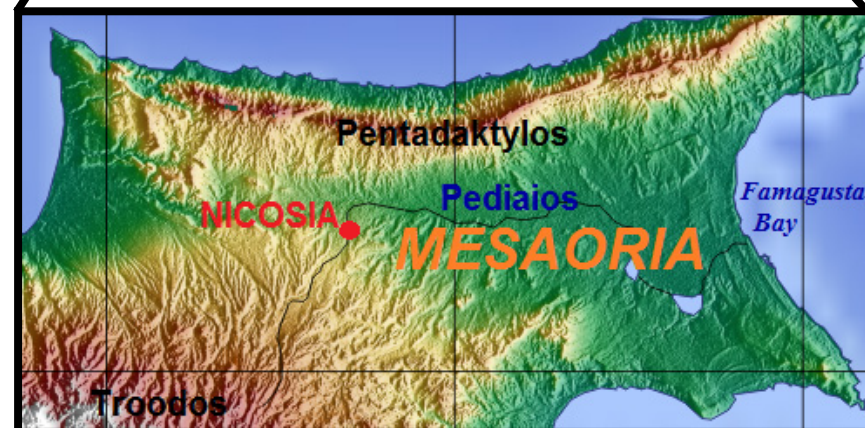 Pentadaktylos
Pediaios
Famagusta
Bay
NICOSIA
MESAORIA
Troodos